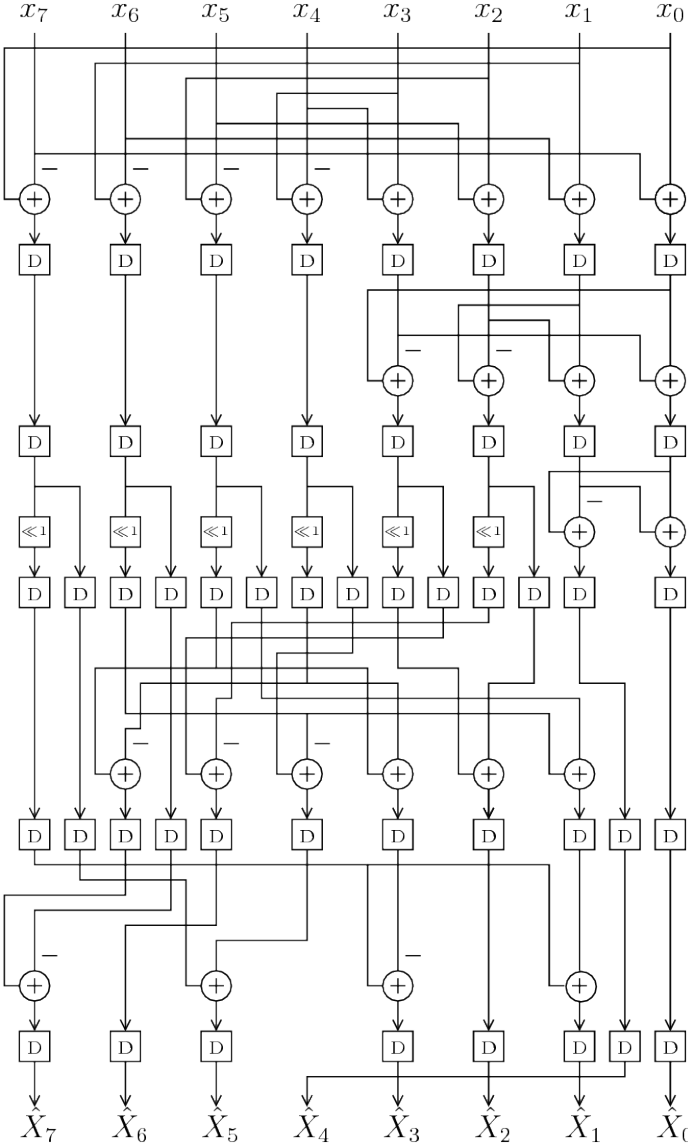 x₇ x₆ x₅ x₄ x₃ x₂ x₁ x₀
− − − −
+ + + + + + + +
D D D D D D D D
− −
+ + + +
D D D D D D D D
−
≪1 ≪1 ≪1 ≪1 ≪1 ≪1 + +
D D D D D D D D D D D D D D
− − −
+ + + + + +
D D D D D D D D D D D
− −
+ + + +
D D D D D D D D
X̂₇ X̂₆ X̂₅ X̂₄ X̂₃ X̂₂ X̂₁ X̂₀